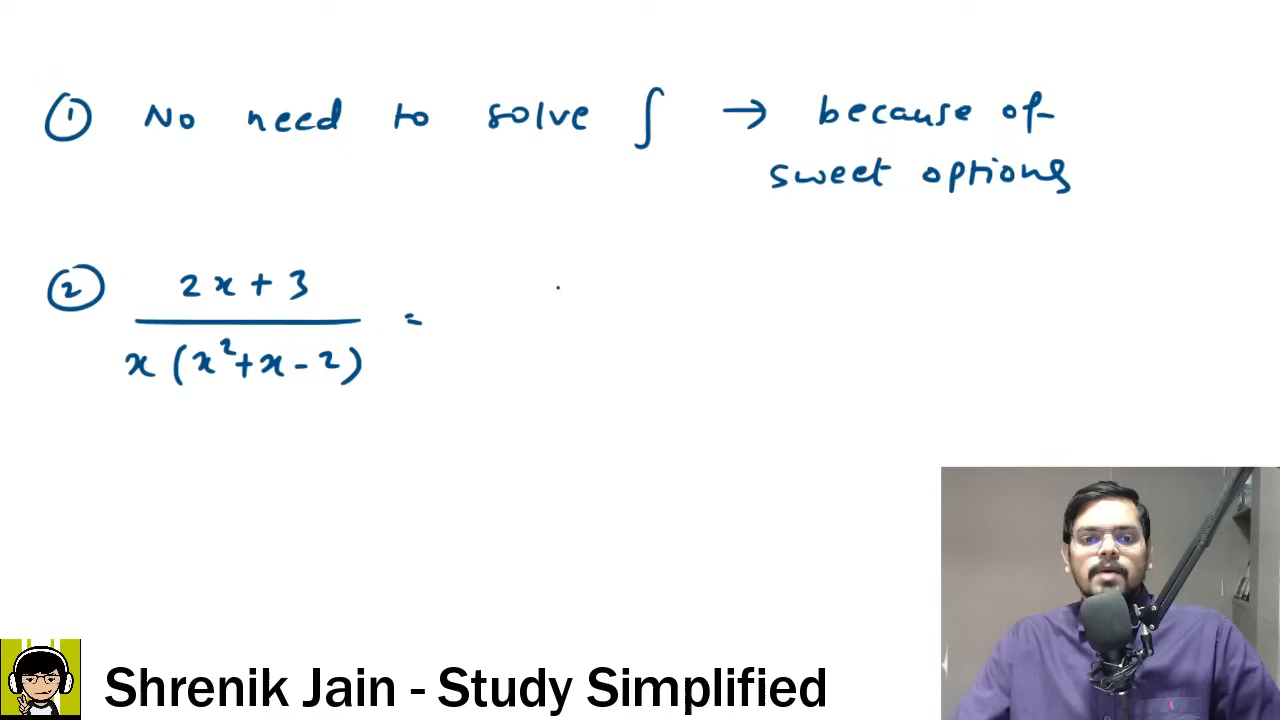 ① No need to solve ∫ → because of
sweet options
② 2x + 3
x (x²+x-2) =
Shrenik Jain - Study Simplified